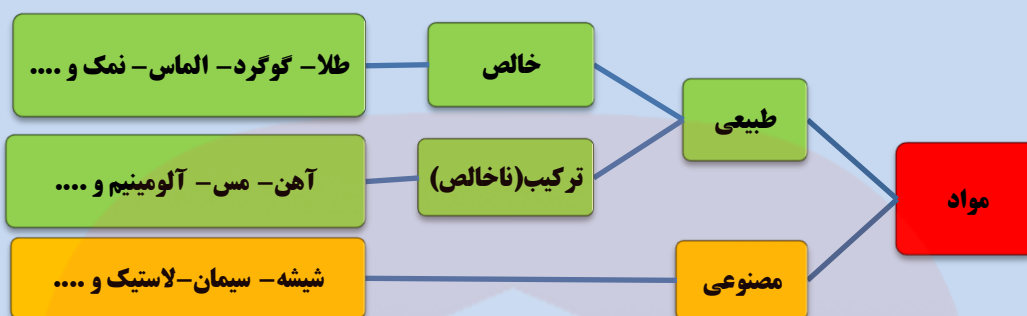 مواد
طبیعی
خالص
طلا- گوگرد- الماس- نمک و ....
ترکیب(ناخالص)
آهن- مس- آلومینیم و ....
مصنوعی
شیشه- سیمان-لاستیک و ....